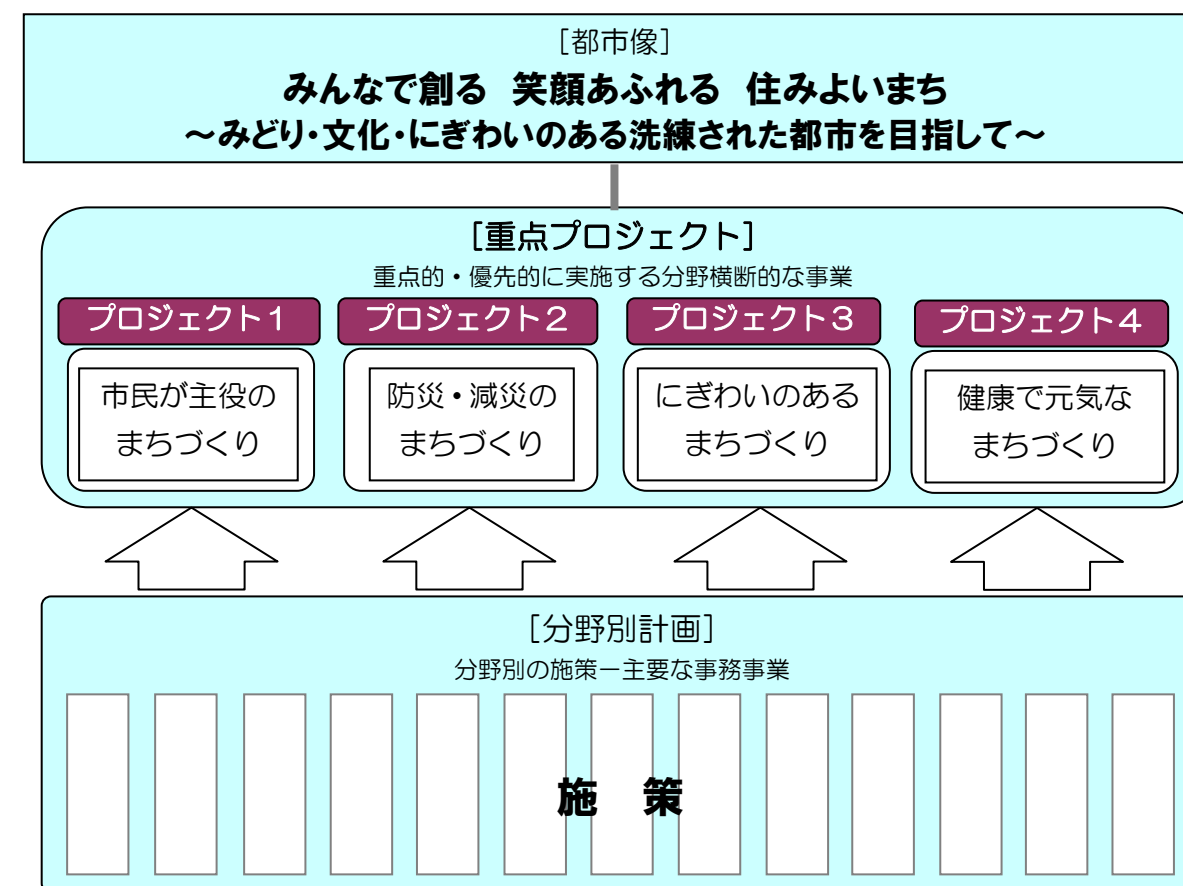 ［都市像］
みんなで創る 笑顔あふれる 住みよいまち
～みどり・文化・にぎわいのある洗練された都市を目指して～
［重点プロジェクト］
重点的・優先的に実施する分野横断的な事業
プロジェクト１
プロジェクト２
プロジェクト３
プロジェクト４
市民が主役の
まちづくり
防災・減災の
まちづくり
にぎわいのある
まちづくり
健康で元気な
まちづくり
［分野別計画］
分野別の施策－主要な事務事業
施 策